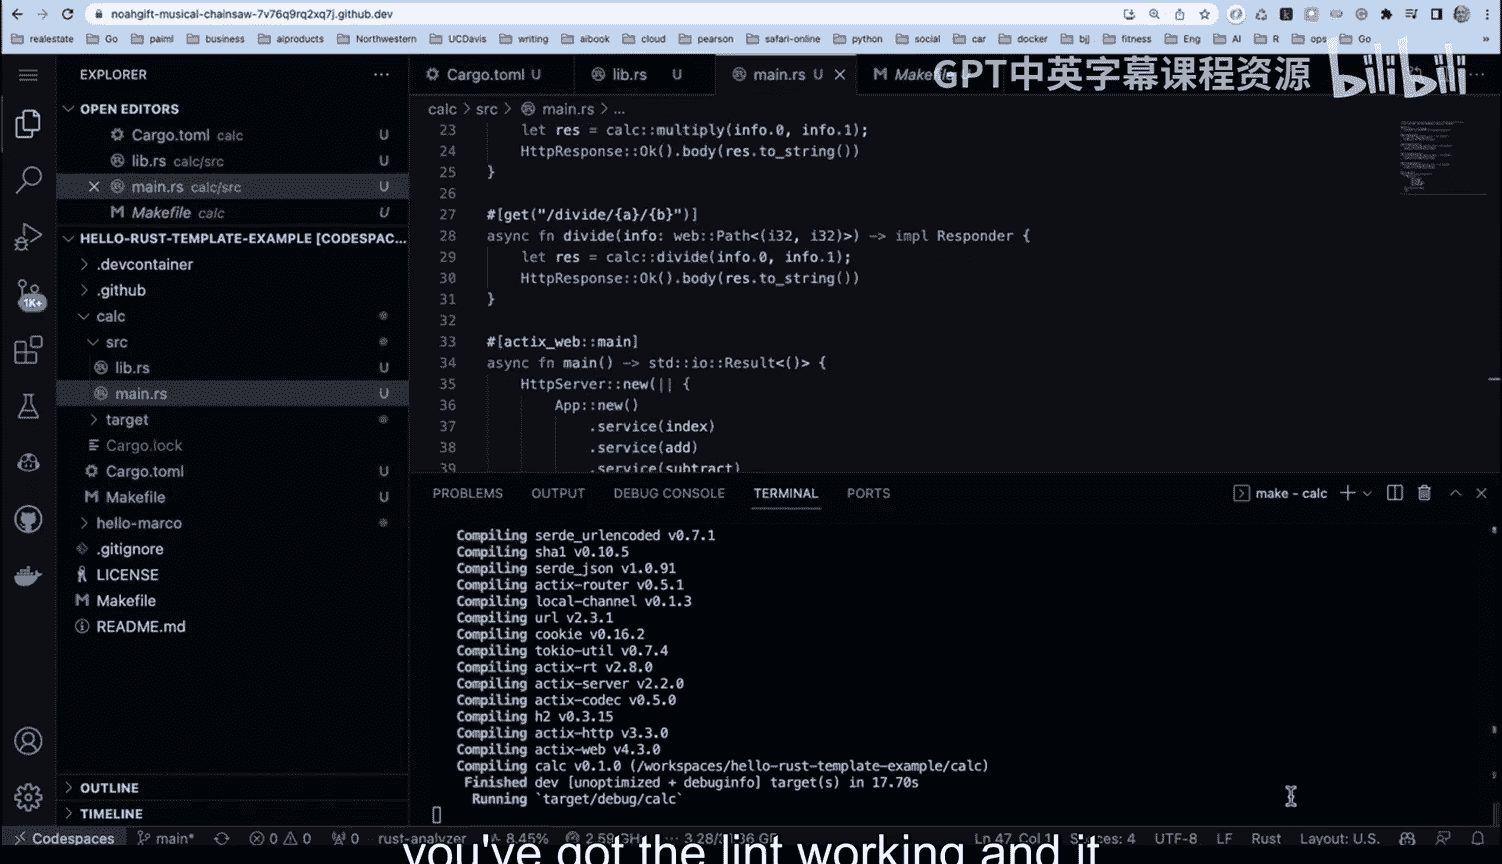 noahgift-musical-chainsaw-7v76q9rq2xq7j.github.dev
realestate Go paiml business aiproducts Northwestern UCDavis writing aibook cloud pearson safari-online python social car docker bjj fitness Eng AI R ops Go
EXPLORER
OPEN EDITORS
Cargo.toml calc U
lib.rs calc/src U
main.rs calc/src U
Makefile calc U
HELLO-RUST-TEMPLATE-EXAMPLE [CODESPAC...
.devcontainer
.github
calc
src
lib.rs U
main.rs U
target
Cargo.lock
Cargo.toml U
Makefile U
hello-marco
.gitignore
LICENSE
Makefile
README.md
OUTLINE
TIMELINE
1K+
Cargo.toml U lib.rs U main.rs U
GPT中英字幕课程资源 bilibili
calc > src > main.rs > ...
23 let res = calc::multiply(info.0, info.1);
24 HttpResponse::Ok().body(res.to_string())
25 }
26
27 #[get("/divide/{a}/{b}")]
28 async fn divide(info: web::Path<(i32, i32)>) -> impl Responder {
29 let res = calc::divide(info.0, info.1);
30 HttpResponse::Ok().body(res.to_string())
31 }
32
33 #[actix_web::main]
34 async fn main() -> std::io::Result<()> {
35 HttpServer::new(|| {
36 App::new()
37 .service(index)
38 .service(add)
39 .service(subtract)
PROBLEMS OUTPUT DEBUG CONSOLE TERMINAL PORTS make - calc
Compiling serde_urlencoded v0.7.1
Compiling sha1 v0.10.5
Compiling serde_json v1.0.91
Compiling actix-router v0.5.1
Compiling local-channel v0.1.3
Compiling url v2.3.1
Compiling cookie v0.16.2
Compiling tokio-util v0.7.4
Compiling actix-rt v2.8.0
Compiling actix-server v2.2.0
Compiling actix-codec v0.5.0
Compiling h2 v0.3.15
Compiling actix-http v3.3.0
Compiling actix-web v4.3.0
Compiling calc v0.1.0 (/workspaces/hello-rust-template-example/calc)
Finished dev [unoptimized + debuginfo] target(s) in 17.70s
Running `target/debug/calc`
Codespaces main* 0 0 0 rust-analyzer 8.45% UTF-8 LF Rust Layout: U.S.
you've got the lint working and if